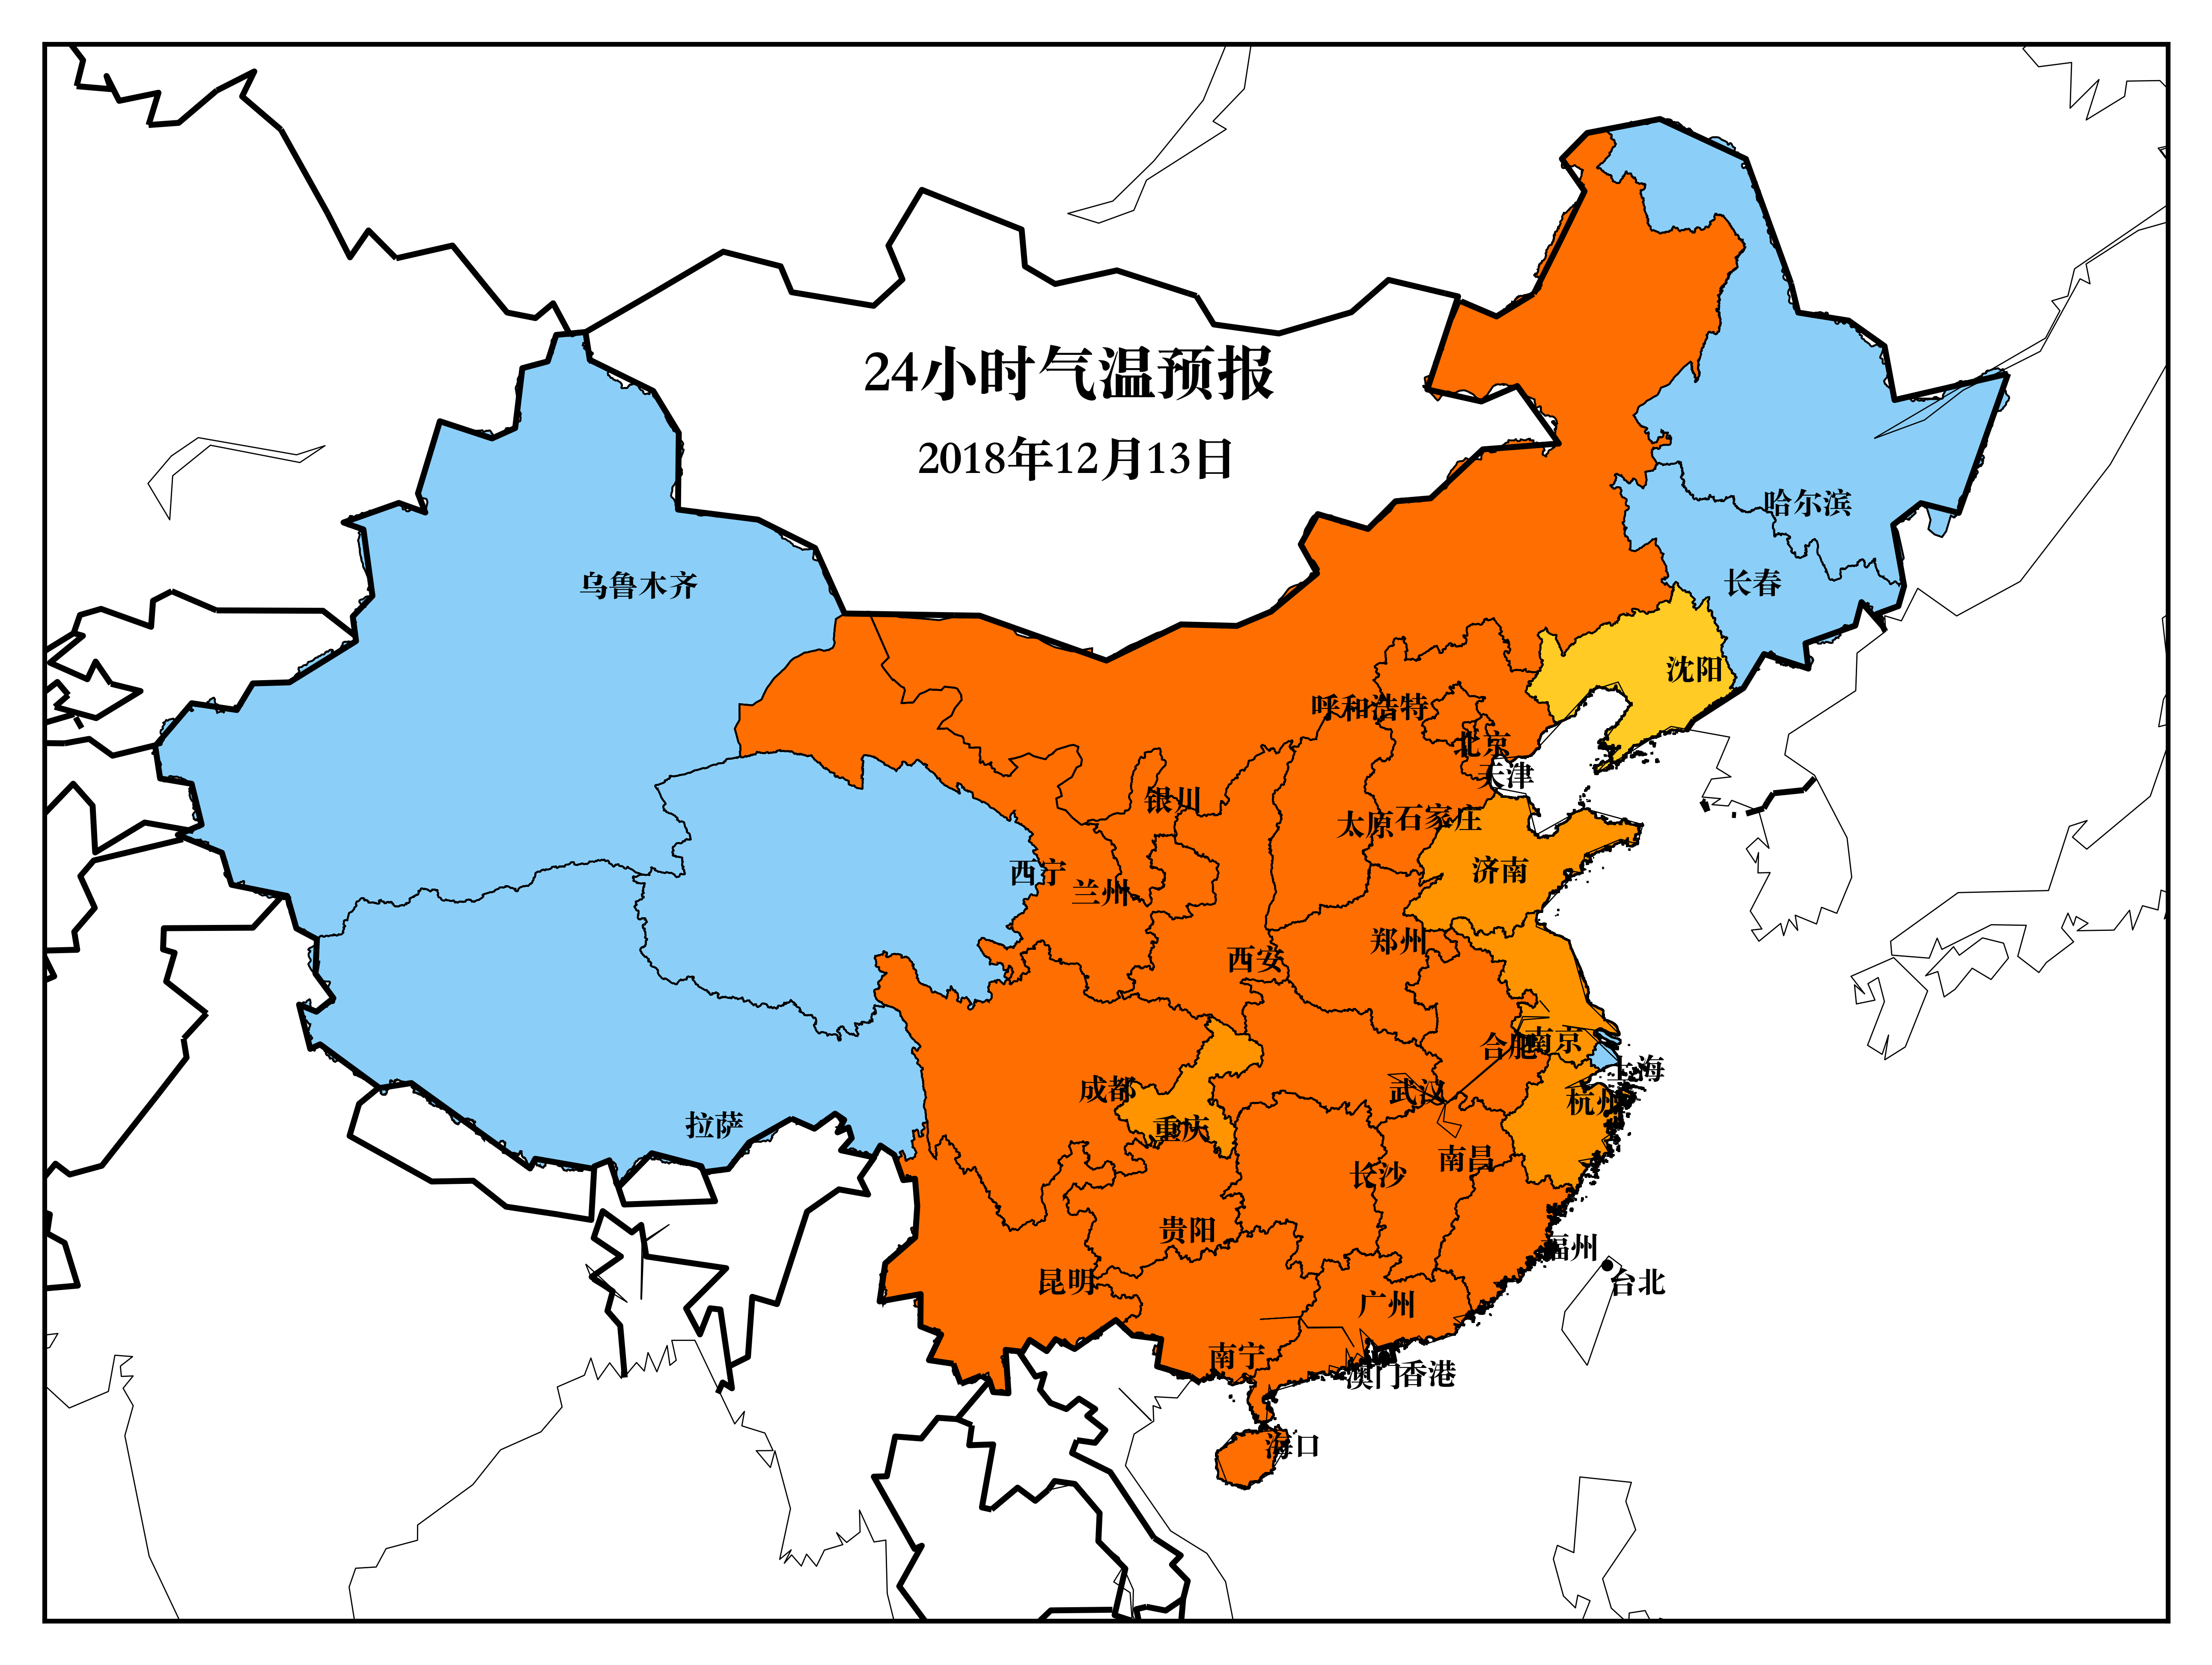 24小时气温预报
2018年12月13日
哈尔滨
乌鲁木齐
长春
沈阳
呼和浩特
北京
天津
银川
石家庄
太原
济南
西宁
兰州
郑州
西安
南京
合肥
上海
成都
武汉
杭州
拉萨
重庆
南昌
长沙
贵阳
福州
昆明
台北
广州
南宁
澳门
香港
海口